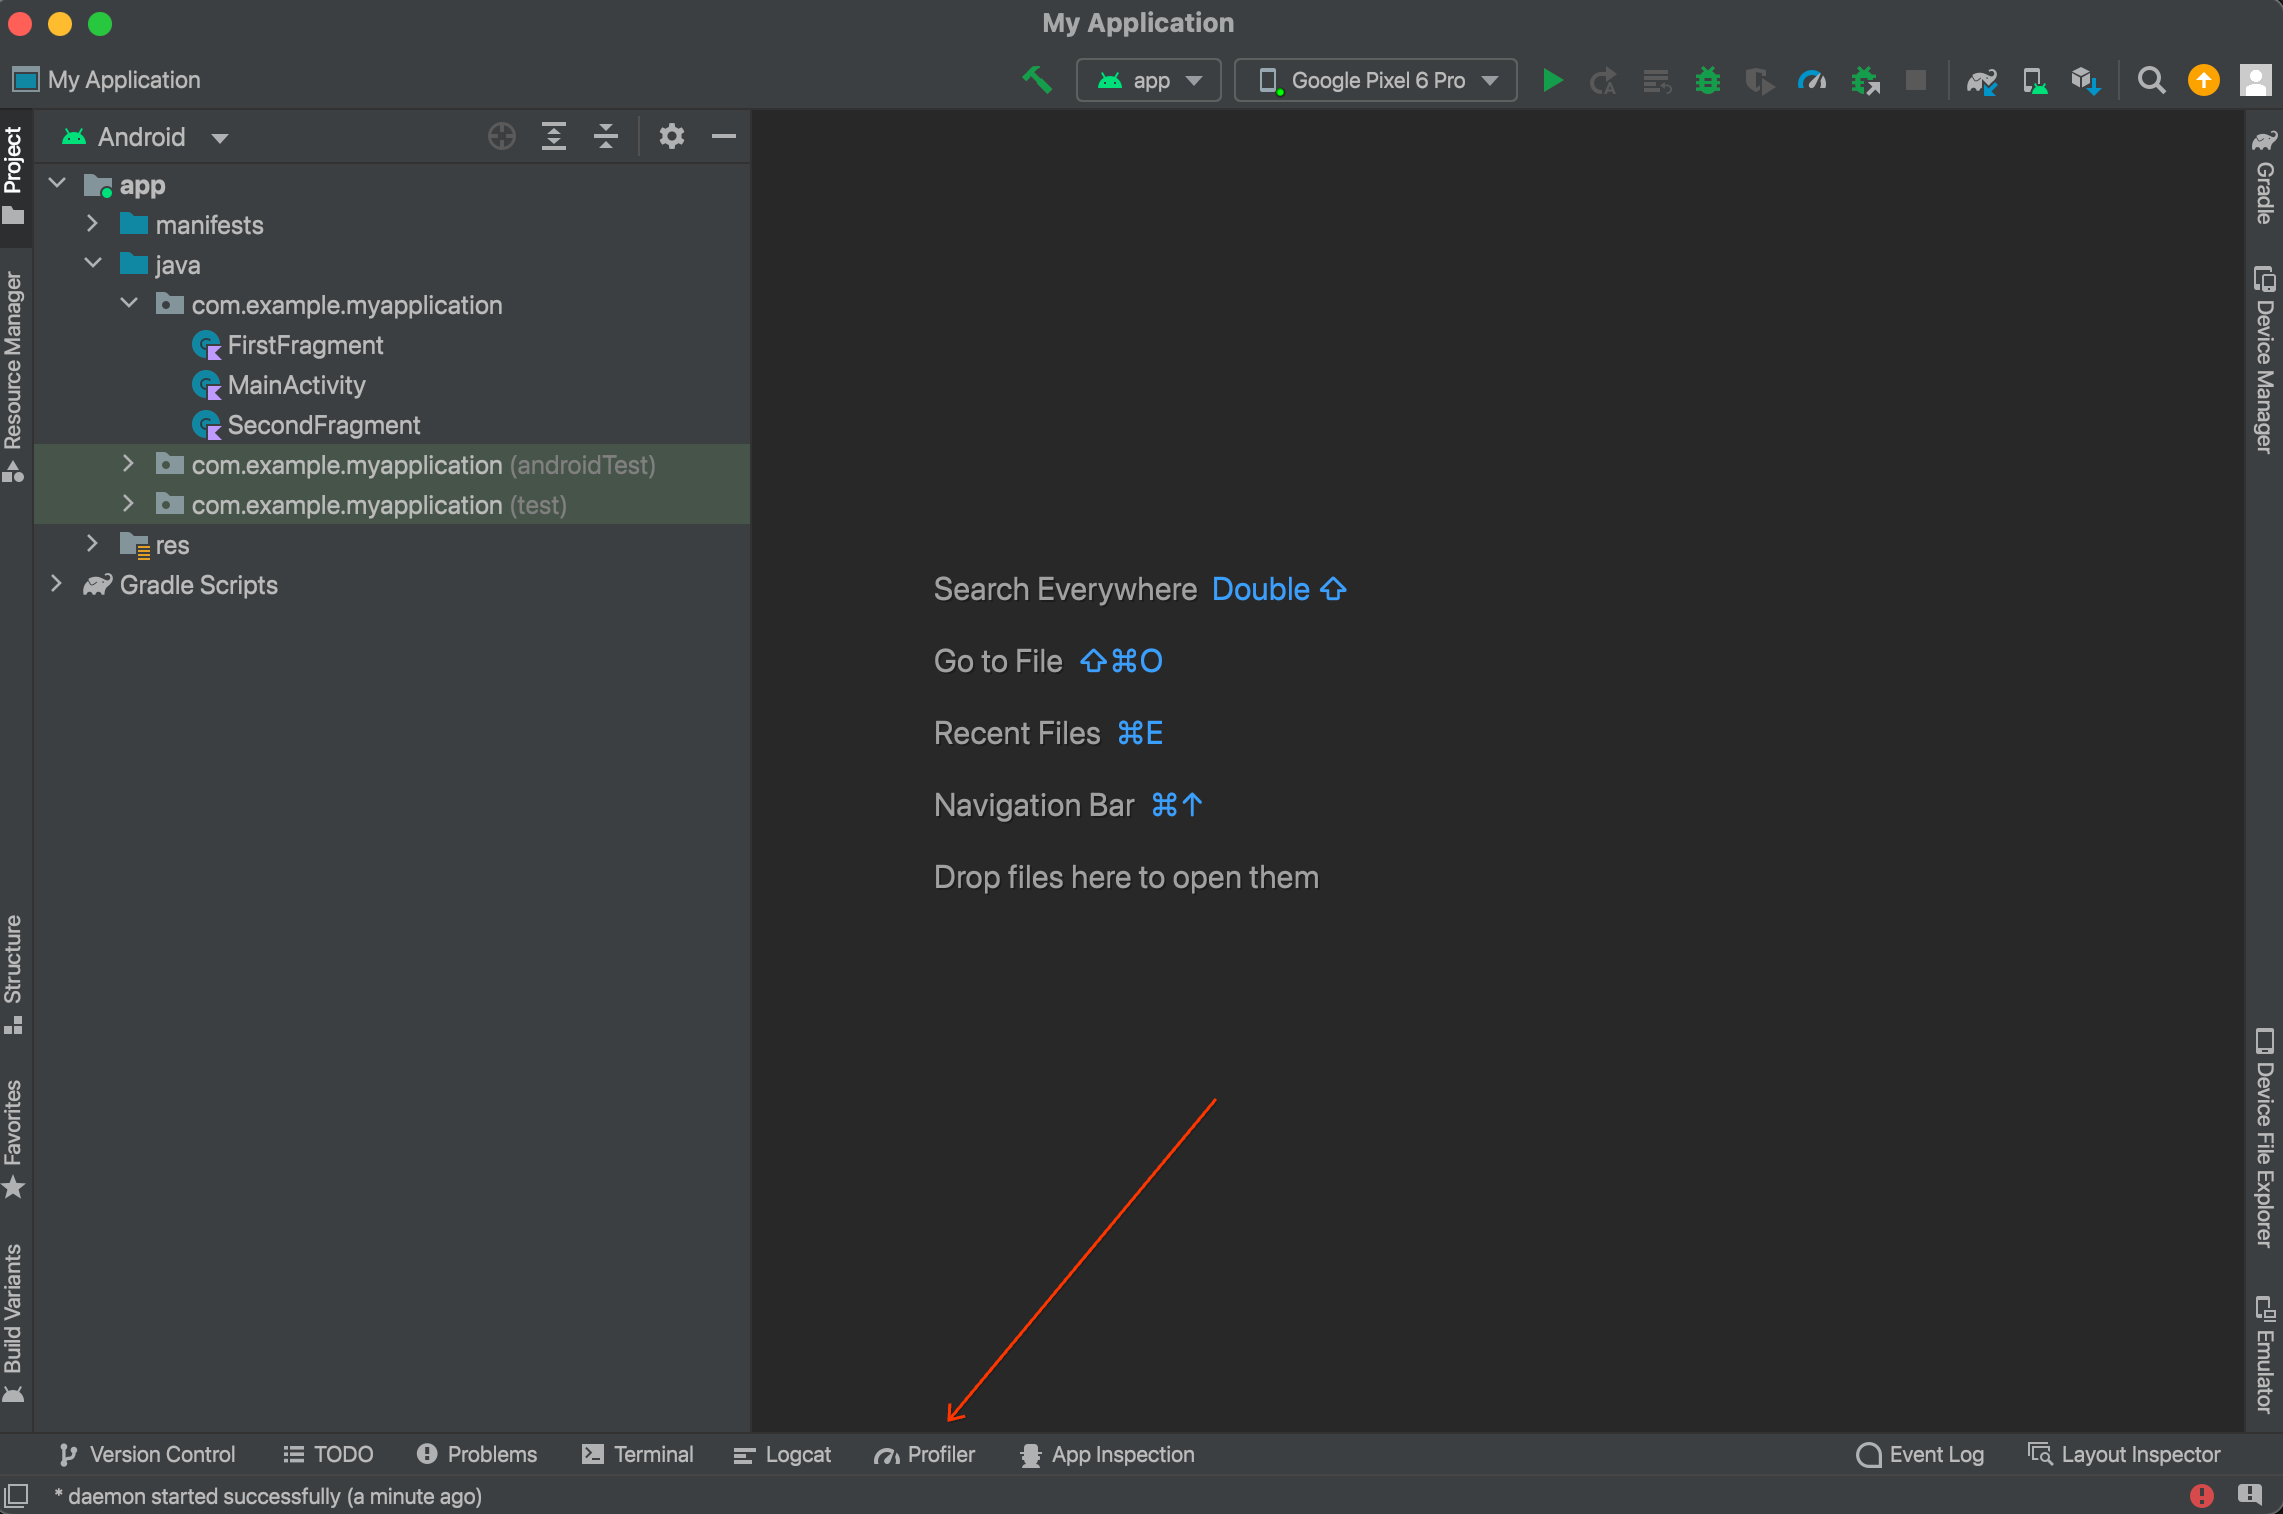 My Application
My Application
app
Google Pixel 6 Pro
Project
Android
app
manifests
java
com.example.myapplication
FirstFragment
MainActivity
SecondFragment
com.example.myapplication (androidTest)
com.example.myapplication (test)
res
Gradle Scripts
Resource Manager
Structure
Favorites
Build Variants
Search Everywhere Double ⇧
Go to File ⇧⌘O
Recent Files ⌘E
Navigation Bar ⌘↑
Drop files here to open them
Gradle
Device Manager
Device File Explorer
Emulator
Version Control
TODO
Problems
Terminal
Logcat
Profiler
App Inspection
Event Log
Layout Inspector
* daemon started successfully (a minute ago)